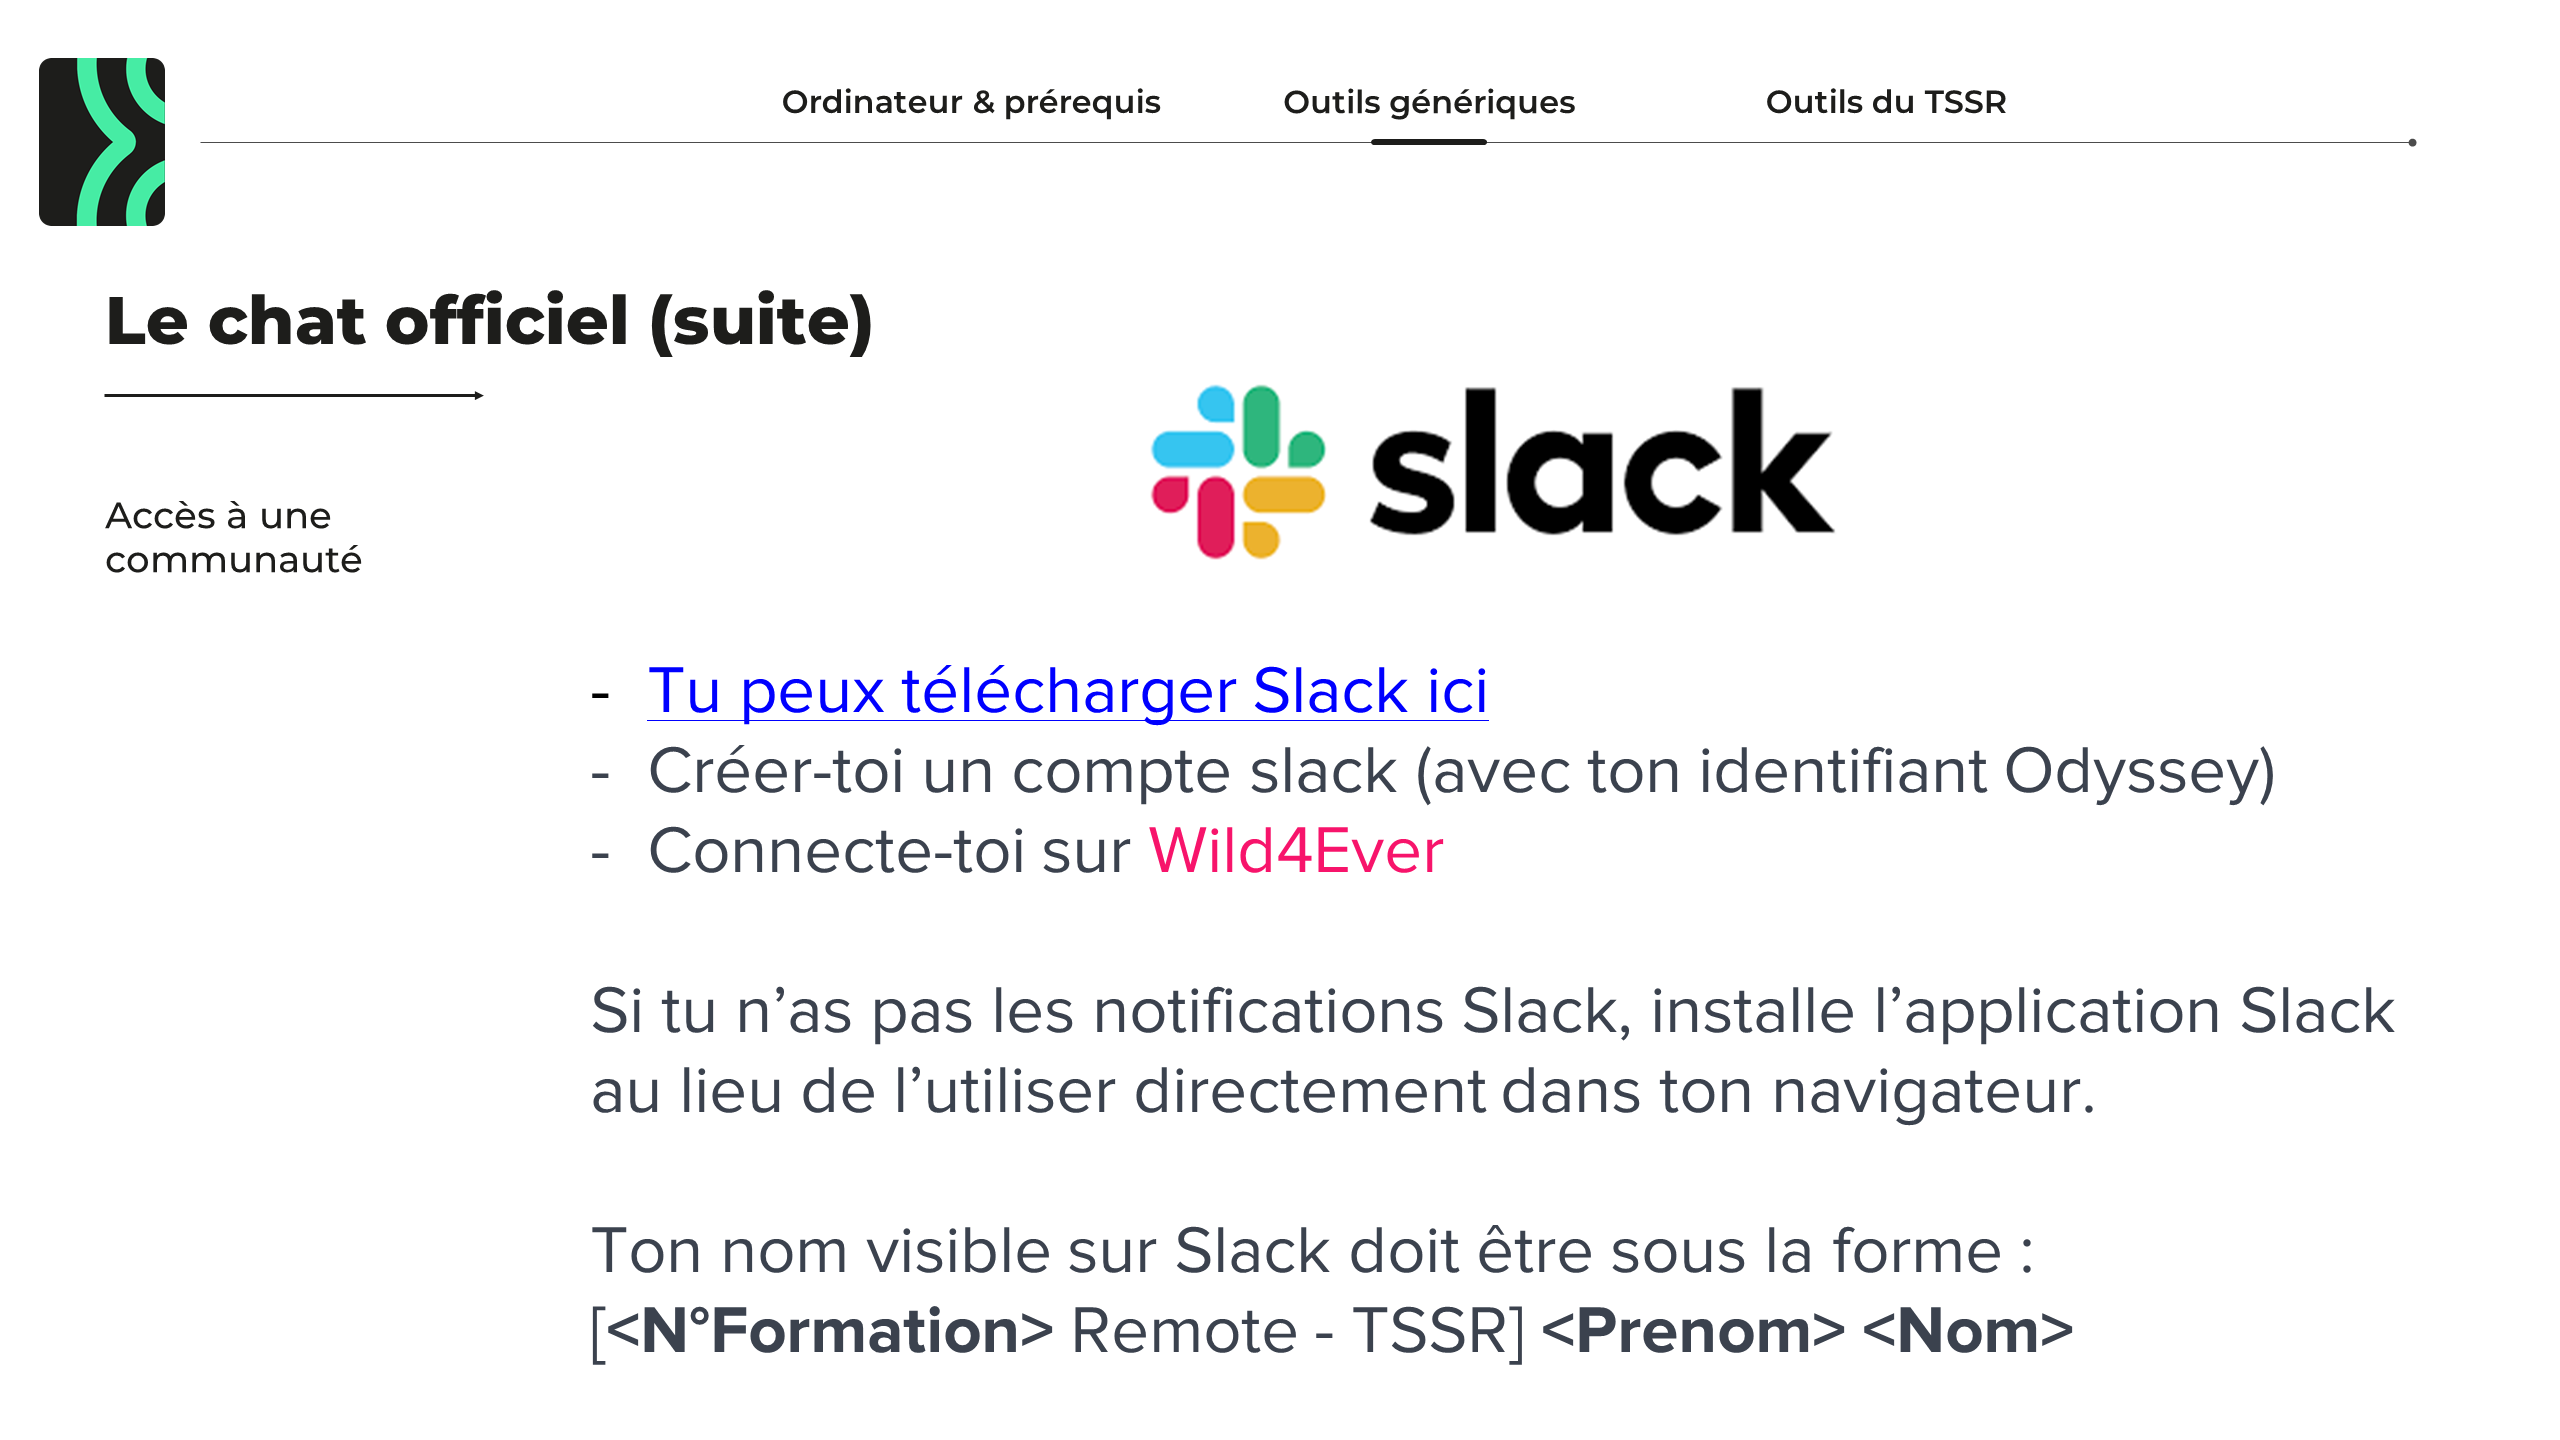 Ordinateur & prérequis
Outils génériques
Outils du TSSR
Le chat officiel (suite)
Accès à une
communauté
slack
- Tu peux télécharger Slack ici
- Créer-toi un compte slack (avec ton identifiant Odyssey)
- Connecte-toi sur Wild4Ever
Si tu n’as pas les notifications Slack, installe l’application Slack
au lieu de l’utiliser directement dans ton navigateur.
Ton nom visible sur Slack doit être sous la forme :
[<N°Formation> Remote - TSSR] <Prenom> <Nom>